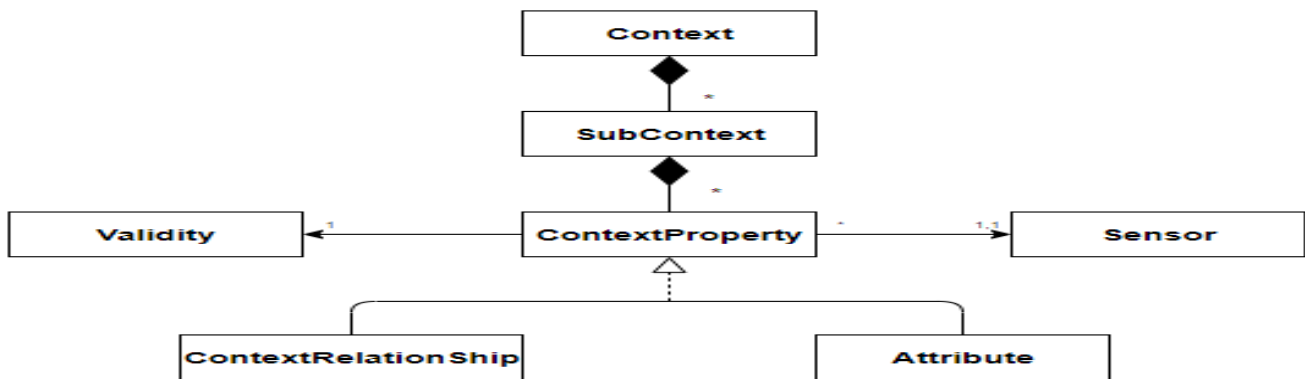 Context
*
SubContext
*
Validity
1
ContextProperty
*
1,1
Sensor
ContextRelationShip
Attribute